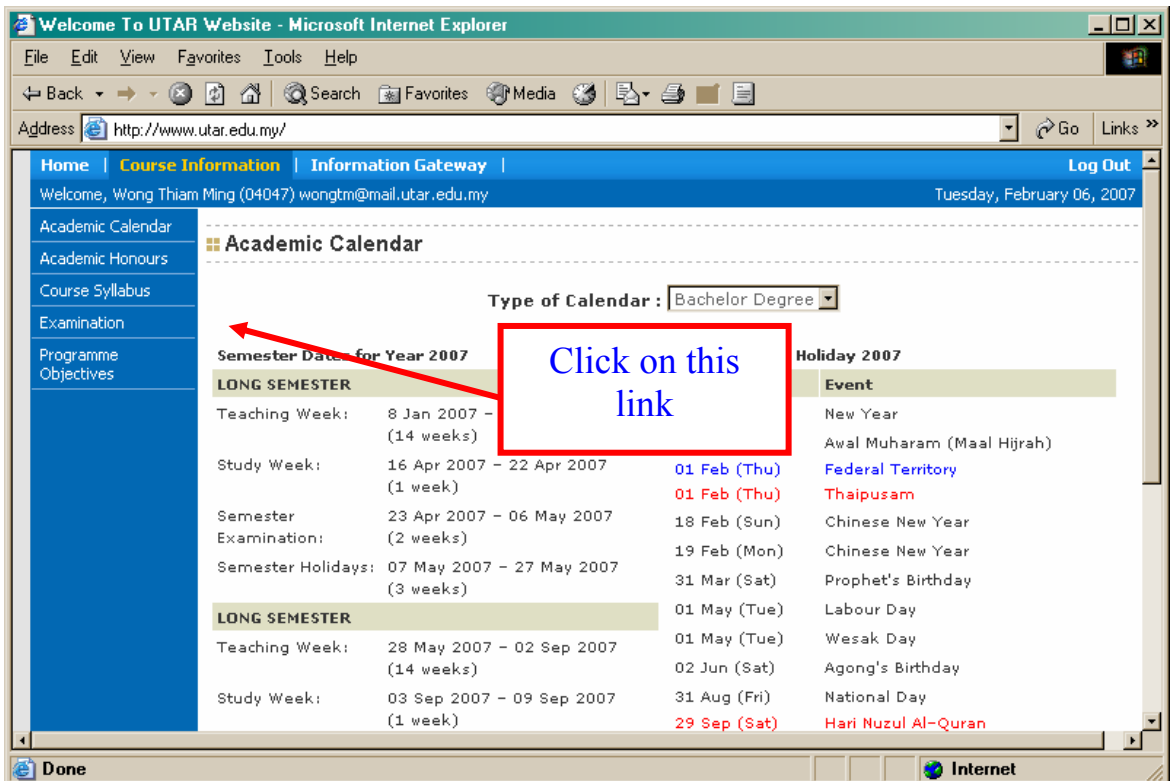 Welcome To UTAR Website - Microsoft Internet Explorer
File Edit View Favorites Tools Help
Back Search Favorites Media
Address http://www.utar.edu.my/ Go Links »
Home | Course Information | Information Gateway | Log Out
Welcome, Wong Thiam Ming (04047) wongtm@mail.utar.edu.my Tuesday, February 06, 2007
Academic Calendar
Academic Honours
Course Syllabus
Examination
Programme
Objectives
Academic Calendar
Type of Calendar : Bachelor Degree
Click on this
link
Semester Dates for Year 2007
LONG SEMESTER
Teaching Week: 8 Jan 2007 –
(14 weeks)
Study Week: 16 Apr 2007 – 22 Apr 2007
(1 week)
Semester 23 Apr 2007 – 06 May 2007
Examination: (2 weeks)
Semester Holidays: 07 May 2007 – 27 May 2007
(3 weeks)
LONG SEMESTER
Teaching Week: 28 May 2007 – 02 Sep 2007
(14 weeks)
Study Week: 03 Sep 2007 – 09 Sep 2007
(1 week)
Holiday 2007
Event
New Year
Awal Muharam (Maal Hijrah)
01 Feb (Thu) Federal Territory
01 Feb (Thu) Thaipusam
18 Feb (Sun) Chinese New Year
19 Feb (Mon) Chinese New Year
31 Mar (Sat) Prophet's Birthday
01 May (Tue) Labour Day
01 May (Tue) Wesak Day
02 Jun (Sat) Agong's Birthday
31 Aug (Fri) National Day
29 Sep (Sat) Hari Nuzul Al-Quran
Done Internet